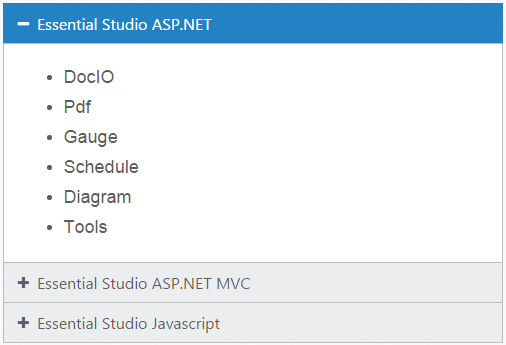 Essential Studio ASP.NET
DocIO
Pdf
Gauge
Schedule
Diagram
Tools
Essential Studio ASP.NET MVC
Essential Studio Javascript